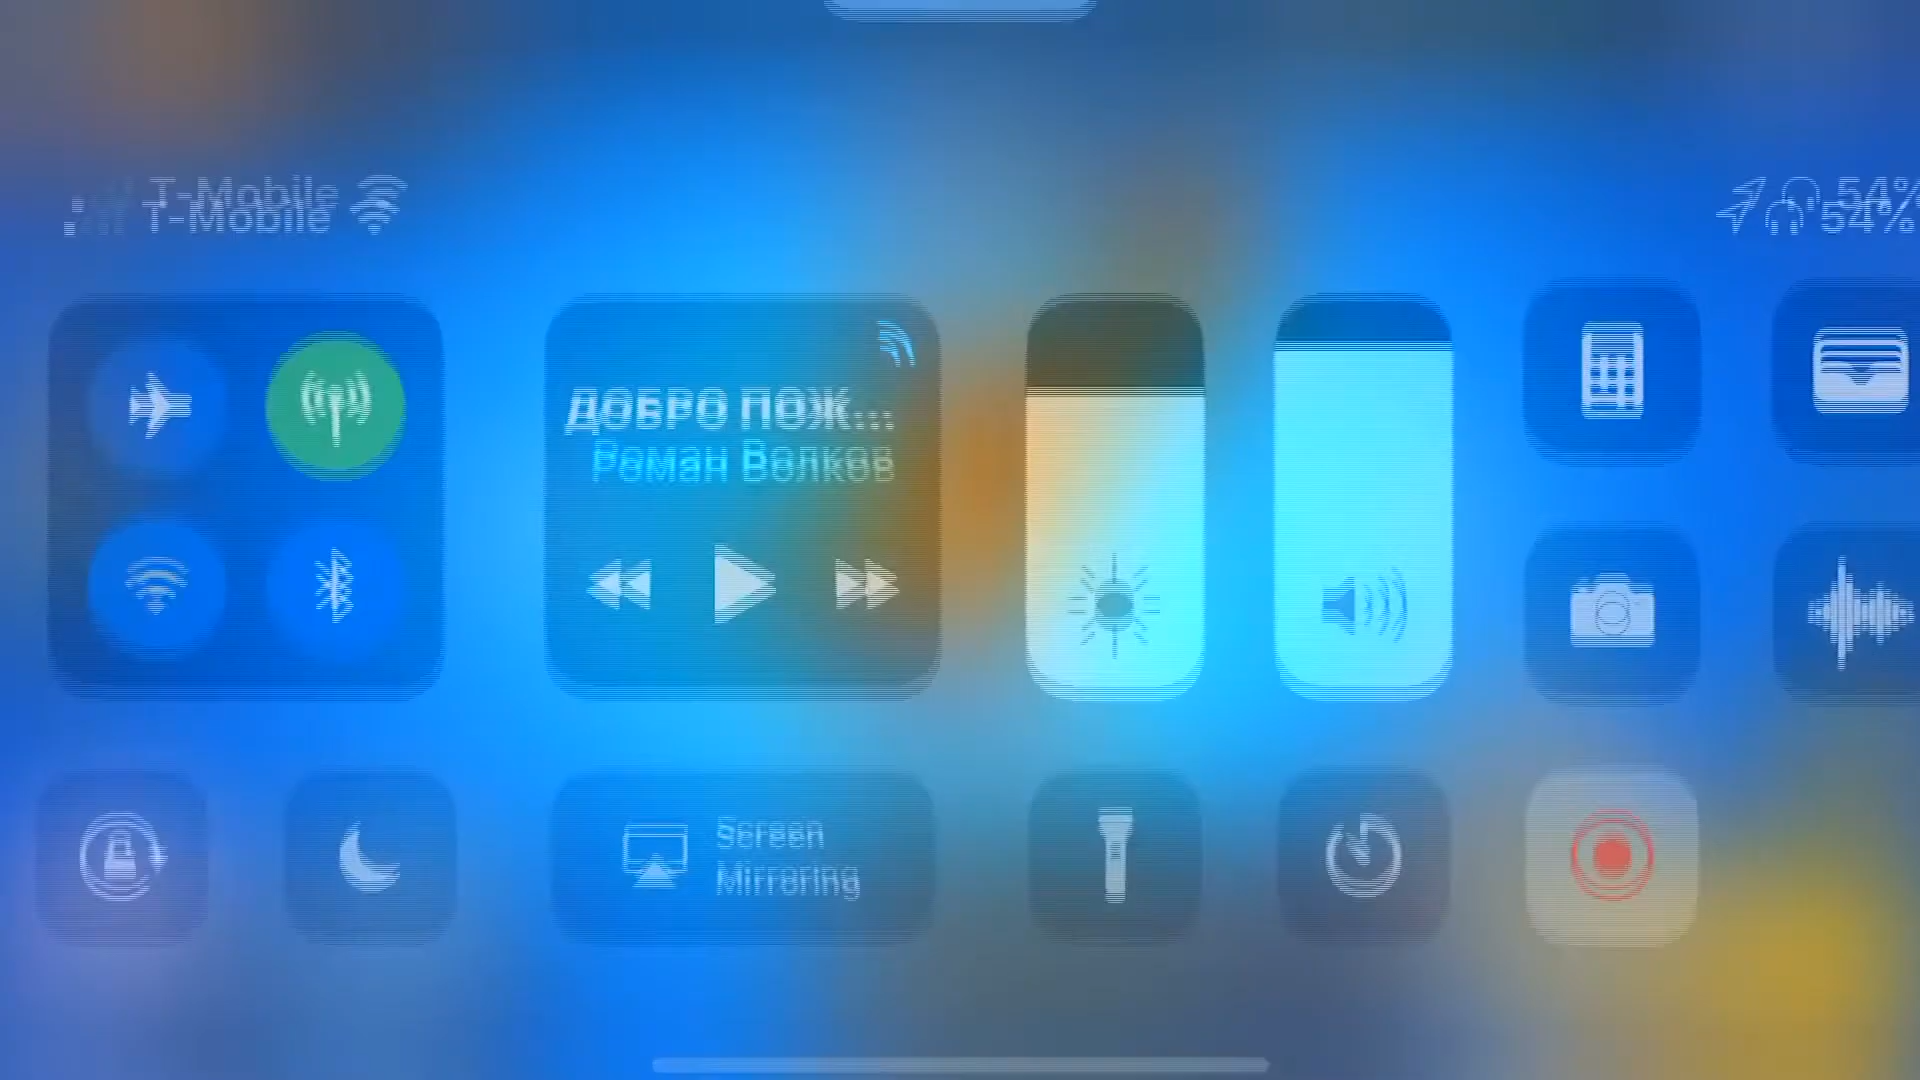 T-Mobile
54%
ДОБРО ПОЖ...
Роман Волков
Screen
Mirroring